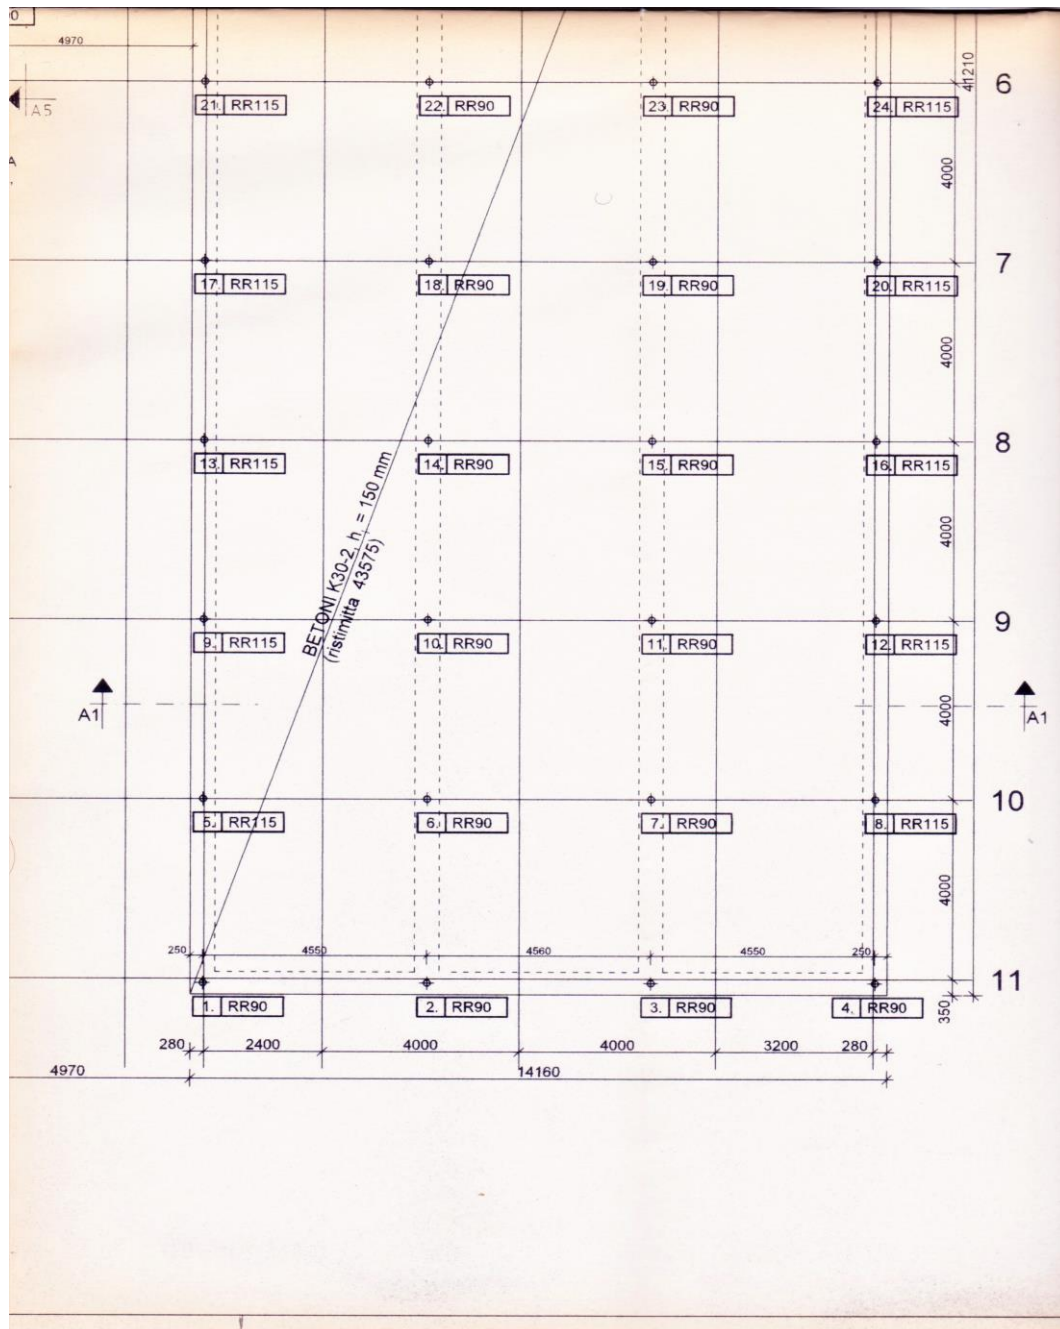 4970
41210
6
A5
21. RR115
22. RR90
23. RR90
24. RR115
4000
7
17. RR115
18. RR90
19. RR90
20. RR115
4000
8
13. RR115
14. RR90
15. RR90
16. RR115
BETONI K30-2, h. = 150 mm
(ristimitta 43575)
4000
9
9. RR115
10. RR90
11. RR90
12. RR115
A1
4000
A1
10
5. RR115
6. RR90
7. RR90
8. RR115
4000
250
4550
4560
4550
250
11
1. RR90
2. RR90
3. RR90
4. RR90
350
280
2400
4000
4000
3200
280
4970
14160